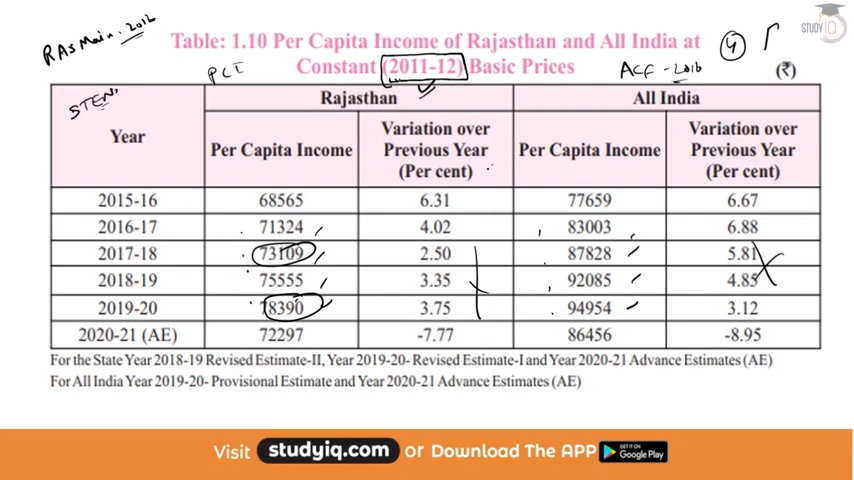 STUDY IQ
RAS Main. 2016
Table: 1.10 Per Capita Income of Rajasthan and All India at
Constant (2011-12) Basic Prices
4
PCI
ACF - 2016
(₹)
STEN.
Rajasthan All India
Year Per Capita Income Variation over Previous Year (Per cent) Per Capita Income Variation over Previous Year (Per cent)
2015-16 68565 6.31 77659 6.67
2016-17 71324 4.02 83003 6.88
2017-18 73109 2.50 87828 5.81
2018-19 75555 3.35 92085 4.85
2019-20 78390 3.75 94954 3.12
2020-21 (AE) 72297 -7.77 86456 -8.95
For the State Year 2018-19 Revised Estimate-II, Year 2019-20- Revised Estimate-I and Year 2020-21 Advance Estimates (AE)
For All India Year 2019-20- Provisional Estimate and Year 2020-21 Advance Estimates (AE)
Visit studyiq.com or Download The APP GET IT ON Google Play